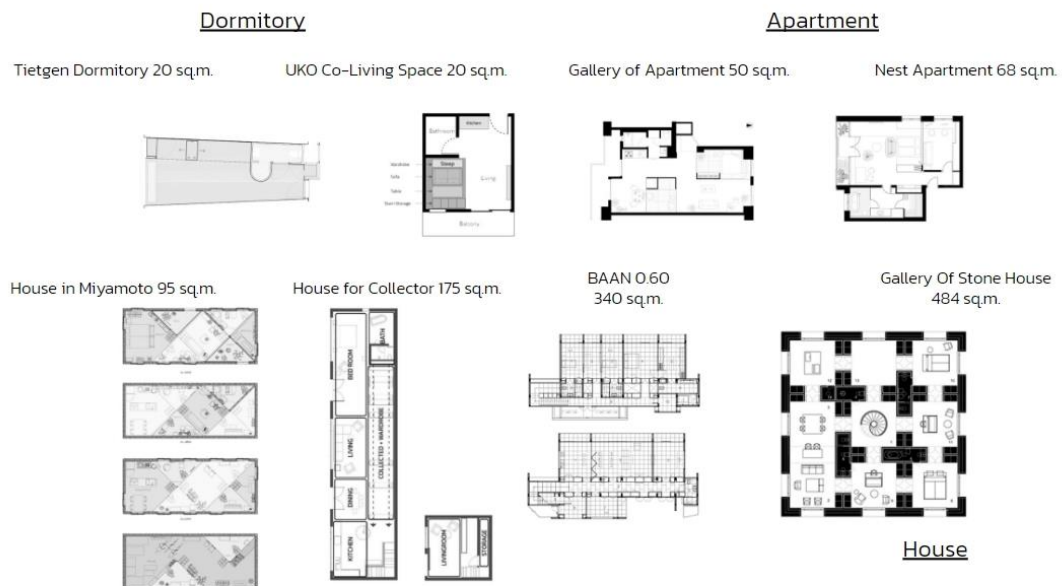 Dormitory
Apartment
Tietgen Dormitory 20 sq.m.
UKO Co-Living Space 20 sq.m.
Gallery of Apartment 50 sq.m.
Nest Apartment 68 sq.m.
Bathroom
Kitchen
Sleep
Living
Balcony
House in Miyamoto 95 sq.m.
House for Collector 175 sq.m.
BAAN 0.60
340 sq.m.
Gallery Of Stone House
484 sq.m.
BATH
BED ROOM
COLLECTED + WARDROBE
LIVING
DINING
KITCHEN
LIVINGROOM
STORAGE
House